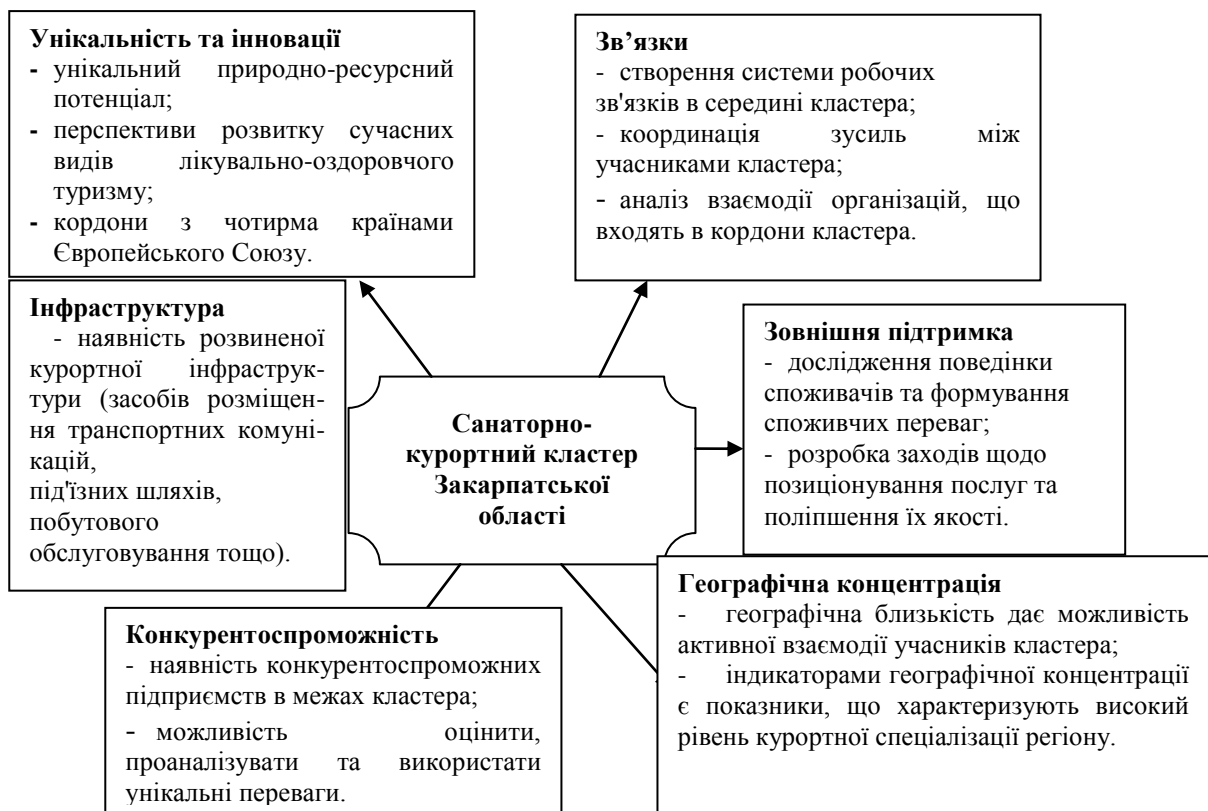 Унікальність та інновації
- унікальний природно-ресурсний
потенціал;
- перспективи розвитку сучасних
видів лікувально-оздоровчого
туризму;
- кордони з чотирма країнами
Європейського Союзу.
Зв’язки
- створення системи робочих
зв'язків в середині кластера;
- координація зусиль між
учасниками кластера;
- аналіз взаємодії організацій, що
входять в кордони кластера.
Інфраструктура
- наявність розвиненої
курортної інфраструк-
тури (засобів розміщен-
ня транспортних комуні-
кацій,
під'їзних шляхів,
побутового
обслуговування тощо).
Санаторно-
курортний кластер
Закарпатської
області
Зовнішня підтримка
- дослідження поведінки
споживачів та формування
споживчих переваг;
- розробка заходів щодо
позиціонування послуг та
поліпшення їх якості.
Конкурентоспроможність
- наявність конкурентоспроможних
підприємств в межах кластера;
- можливість оцінити,
проаналізувати та використати
унікальні переваги.
Географічна концентрація
- географічна близькість дає можливість
активної взаємодії учасників кластера;
- індикаторами географічної концентрації
є показники, що характеризують високий
рівень курортної спеціалізації регіону.